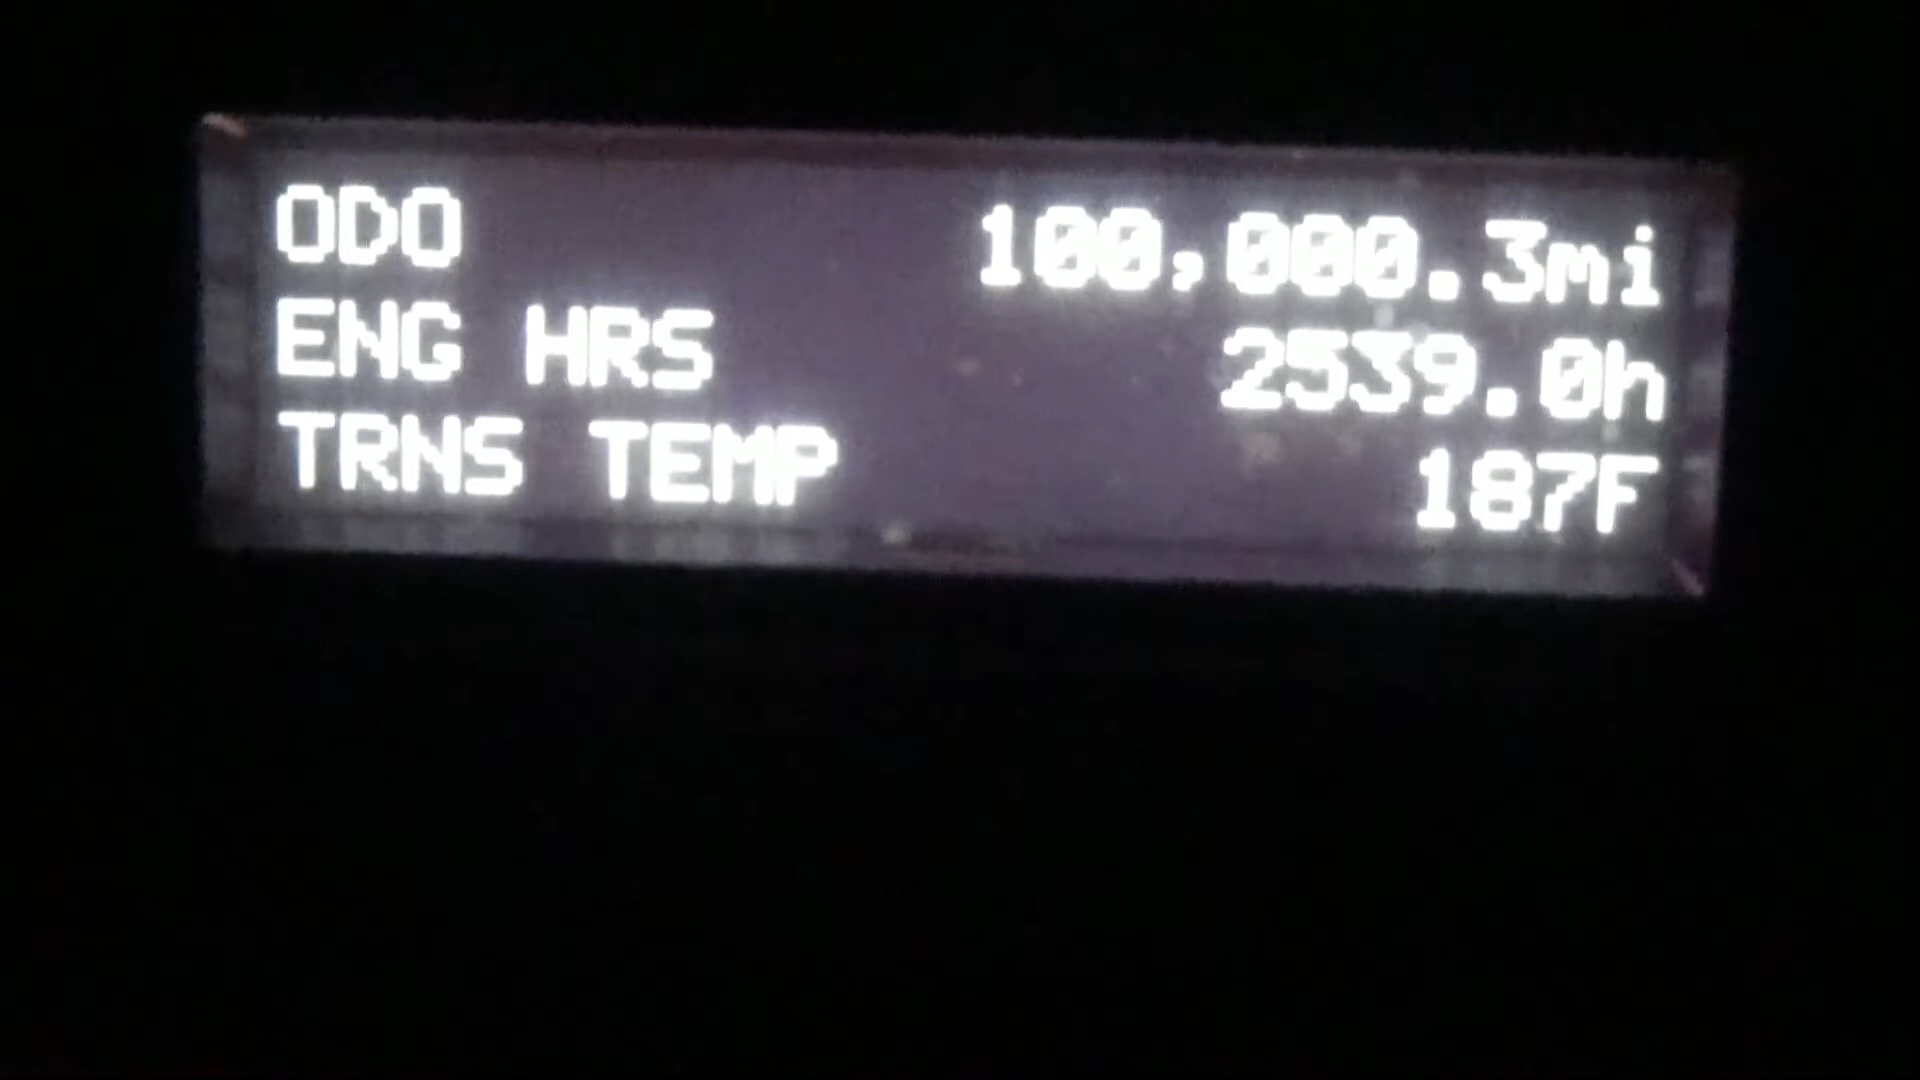 ODO 100,000.3mi
ENG HRS 2539.0h
TRNS TEMP 187F